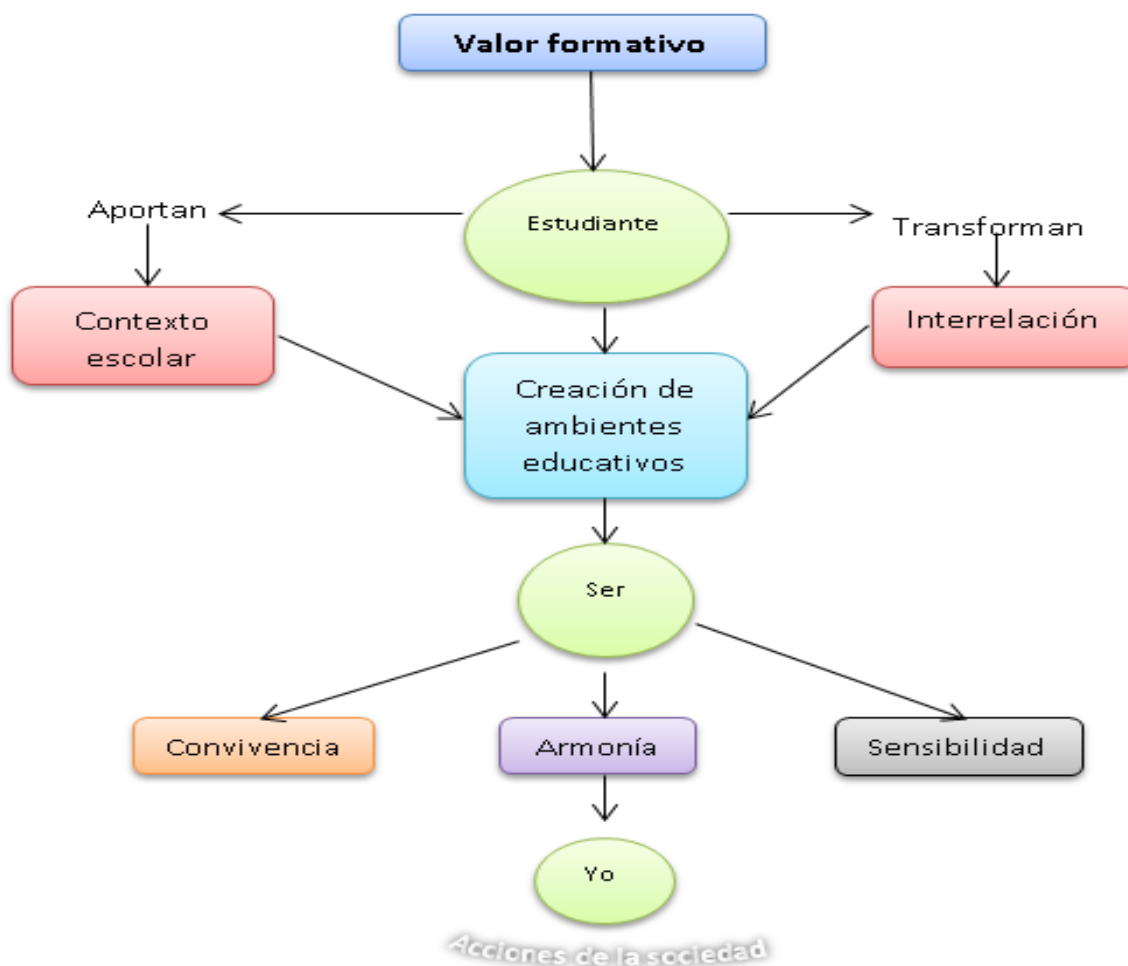 Valor formativo
Estudiante
Aportan
Transforman
Contexto
escolar
Interrelación
Creación de
ambientes
educativos
Ser
Convivencia
Armonía
Sensibilidad
Yo
Acciones de la sociedad